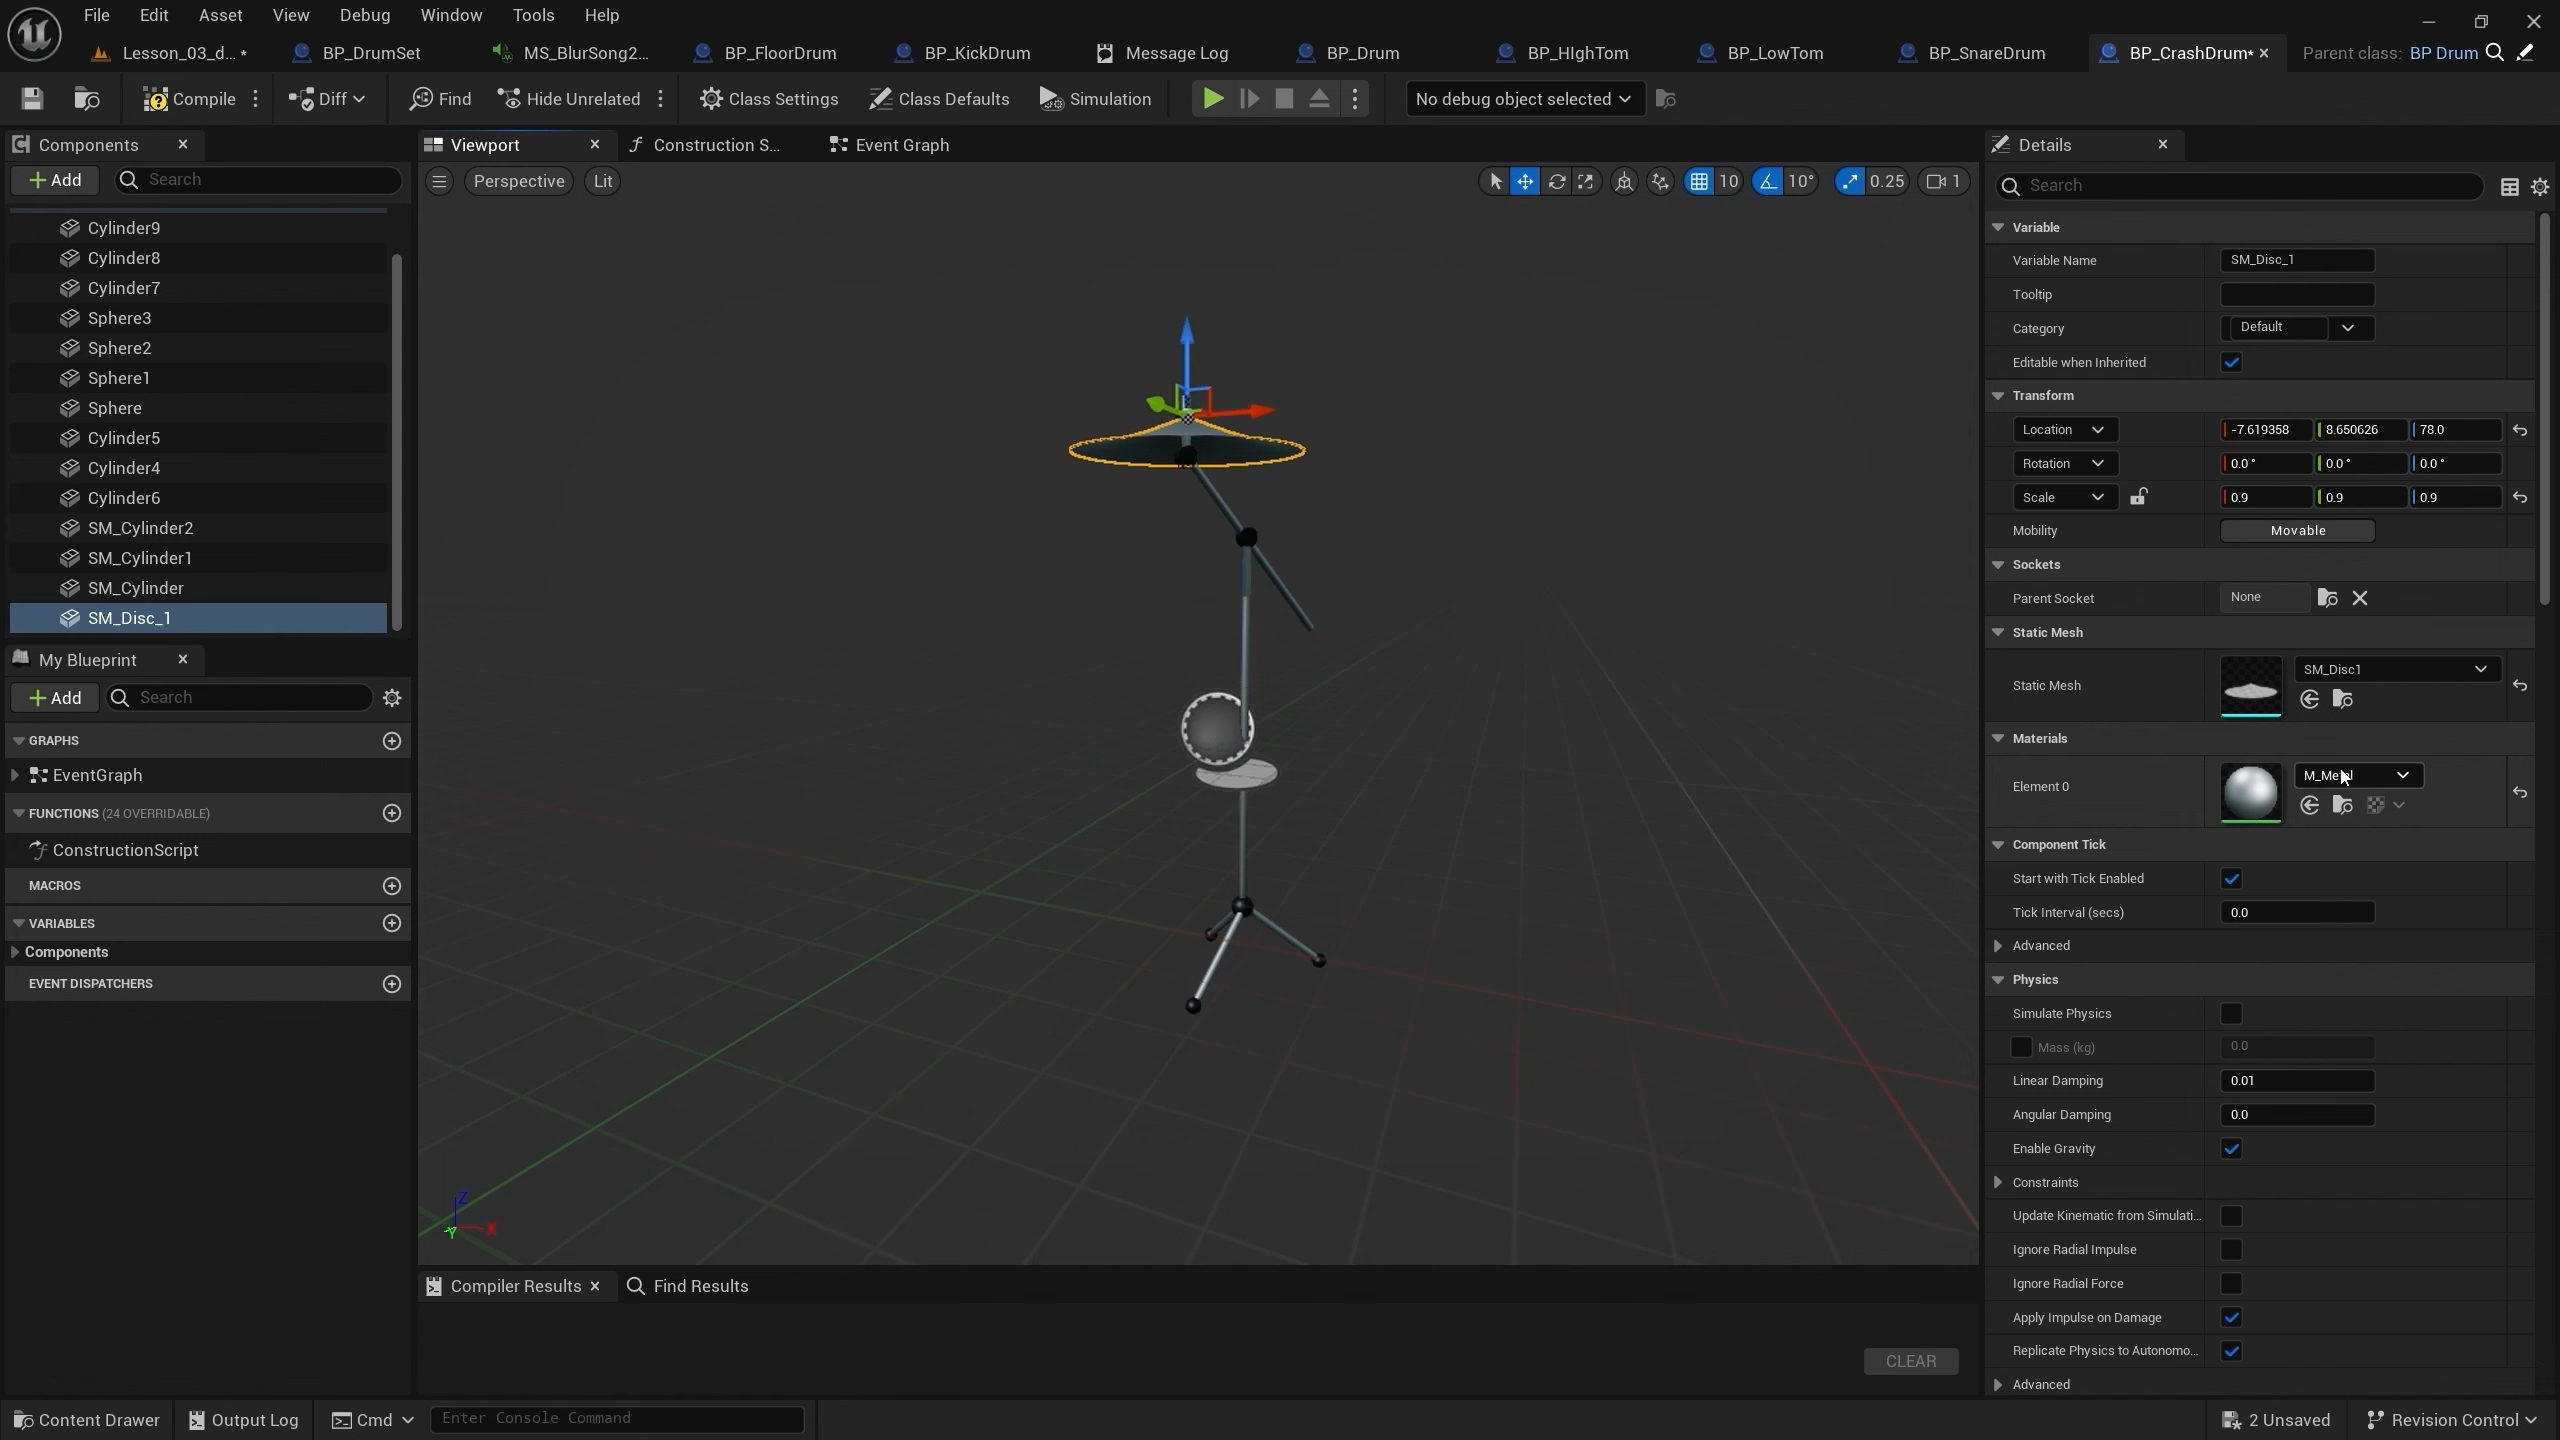 File Edit Asset View Debug Window Tools Help
Lesson_03_d... * BP_DrumSet MS_BlurSong2... BP_FloorDrum BP_KickDrum Message Log BP_Drum BP_HIghTom BP_LowTom BP_SnareDrum BP_CrashDrum* Parent class: BP Drum
Compile Diff Find Hide Unrelated Class Settings Class Defaults Simulation No debug object selected
Components
Add Search
Cylinder9
Cylinder8
Cylinder7
Sphere3
Sphere2
Sphere1
Sphere
Cylinder5
Cylinder4
Cylinder6
SM_Cylinder2
SM_Cylinder1
SM_Cylinder
SM_Disc_1
My Blueprint
Add Search
GRAPHS
EventGraph
FUNCTIONS (24 OVERRIDABLE)
ConstructionScript
MACROS
VARIABLES
Components
EVENT DISPATCHERS
Viewport Construction S... Event Graph
Perspective Lit 10 10° 0.25 1
Z
X
Y
Compiler Results Find Results
CLEAR
Details
Search
Variable
Variable Name SM_Disc_1
Tooltip
Category Default
Editable when Inherited
Transform
Location -7.619358 8.650626 78.0
Rotation 0.0 ° 0.0 ° 0.0 °
Scale 0.9 0.9 0.9
Mobility Movable
Sockets
Parent Socket None
Static Mesh
Static Mesh SM_Disc1
Materials
Element 0 M_Metal
Component Tick
Start with Tick Enabled
Tick Interval (secs) 0.0
Advanced
Physics
Simulate Physics
Mass (kg) 0.0
Linear Damping 0.01
Angular Damping 0.0
Enable Gravity
Constraints
Update Kinematic from Simulati...
Ignore Radial Impulse
Ignore Radial Force
Apply Impulse on Damage
Replicate Physics to Autonomo...
Advanced
Content Drawer Output Log Cmd Enter Console Command 2 Unsaved Revision Control